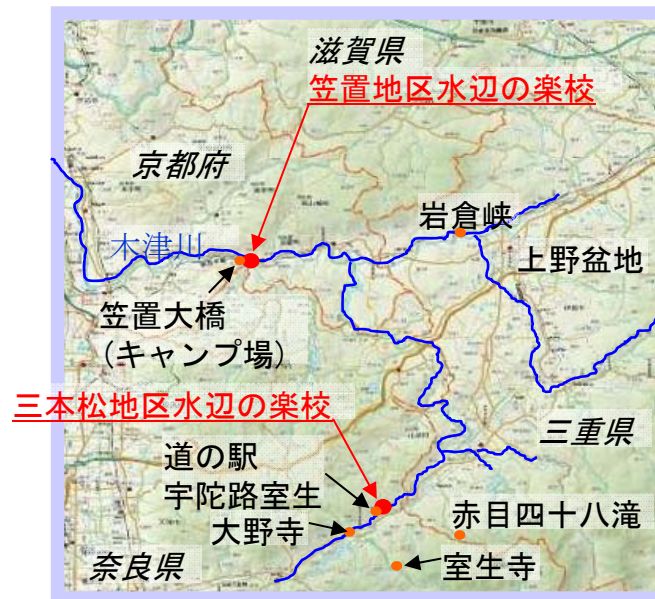 滋賀県
笠置地区水辺の楽校
京都府
岩倉峡
木津川
上野盆地
笠置大橋
（キャンプ場）
三本松地区水辺の楽校
三重県
道の駅
宇陀路室生
大野寺
赤目四十八滝
奈良県
室生寺